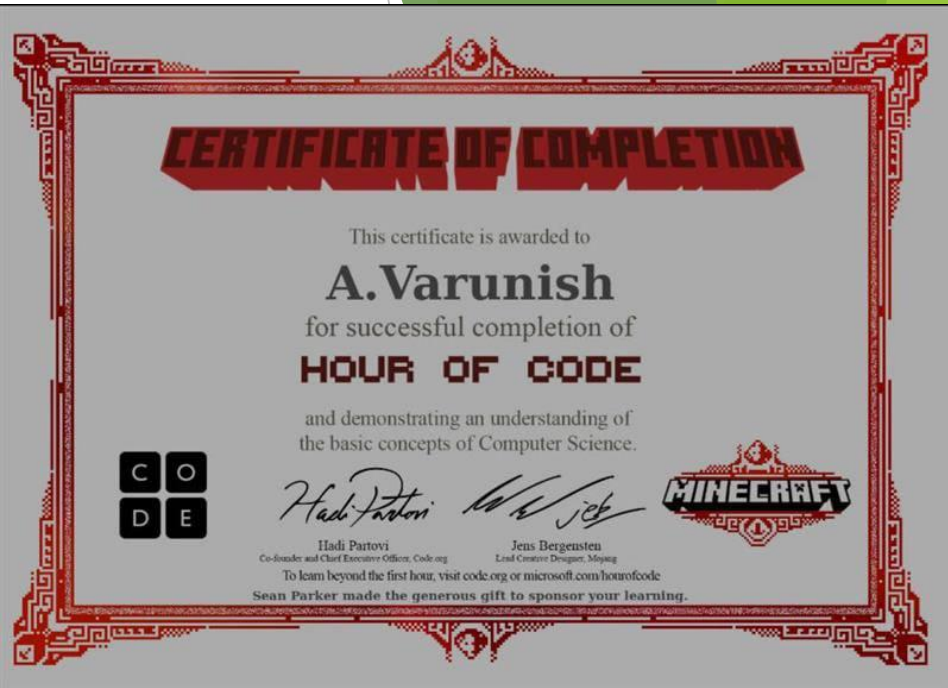 CERTIFICATE OF COMPLETION
This certificate is awarded to
A.Varunish
for successful completion of
HOUR OF CODE
and demonstrating an understanding of
the basic concepts of Computer Science.
C O
D E
Hadi Partovi
jeb
MINECRAFT
Hadi Partovi
Co-founder and Chief Executive Officer, Code.org
Jens Bergensten
Lead Creative Designer, Mojang
To learn beyond the first hour, visit code.org or microsoft.com/hourofcode
Sean Parker made the generous gift to sponsor your learning.